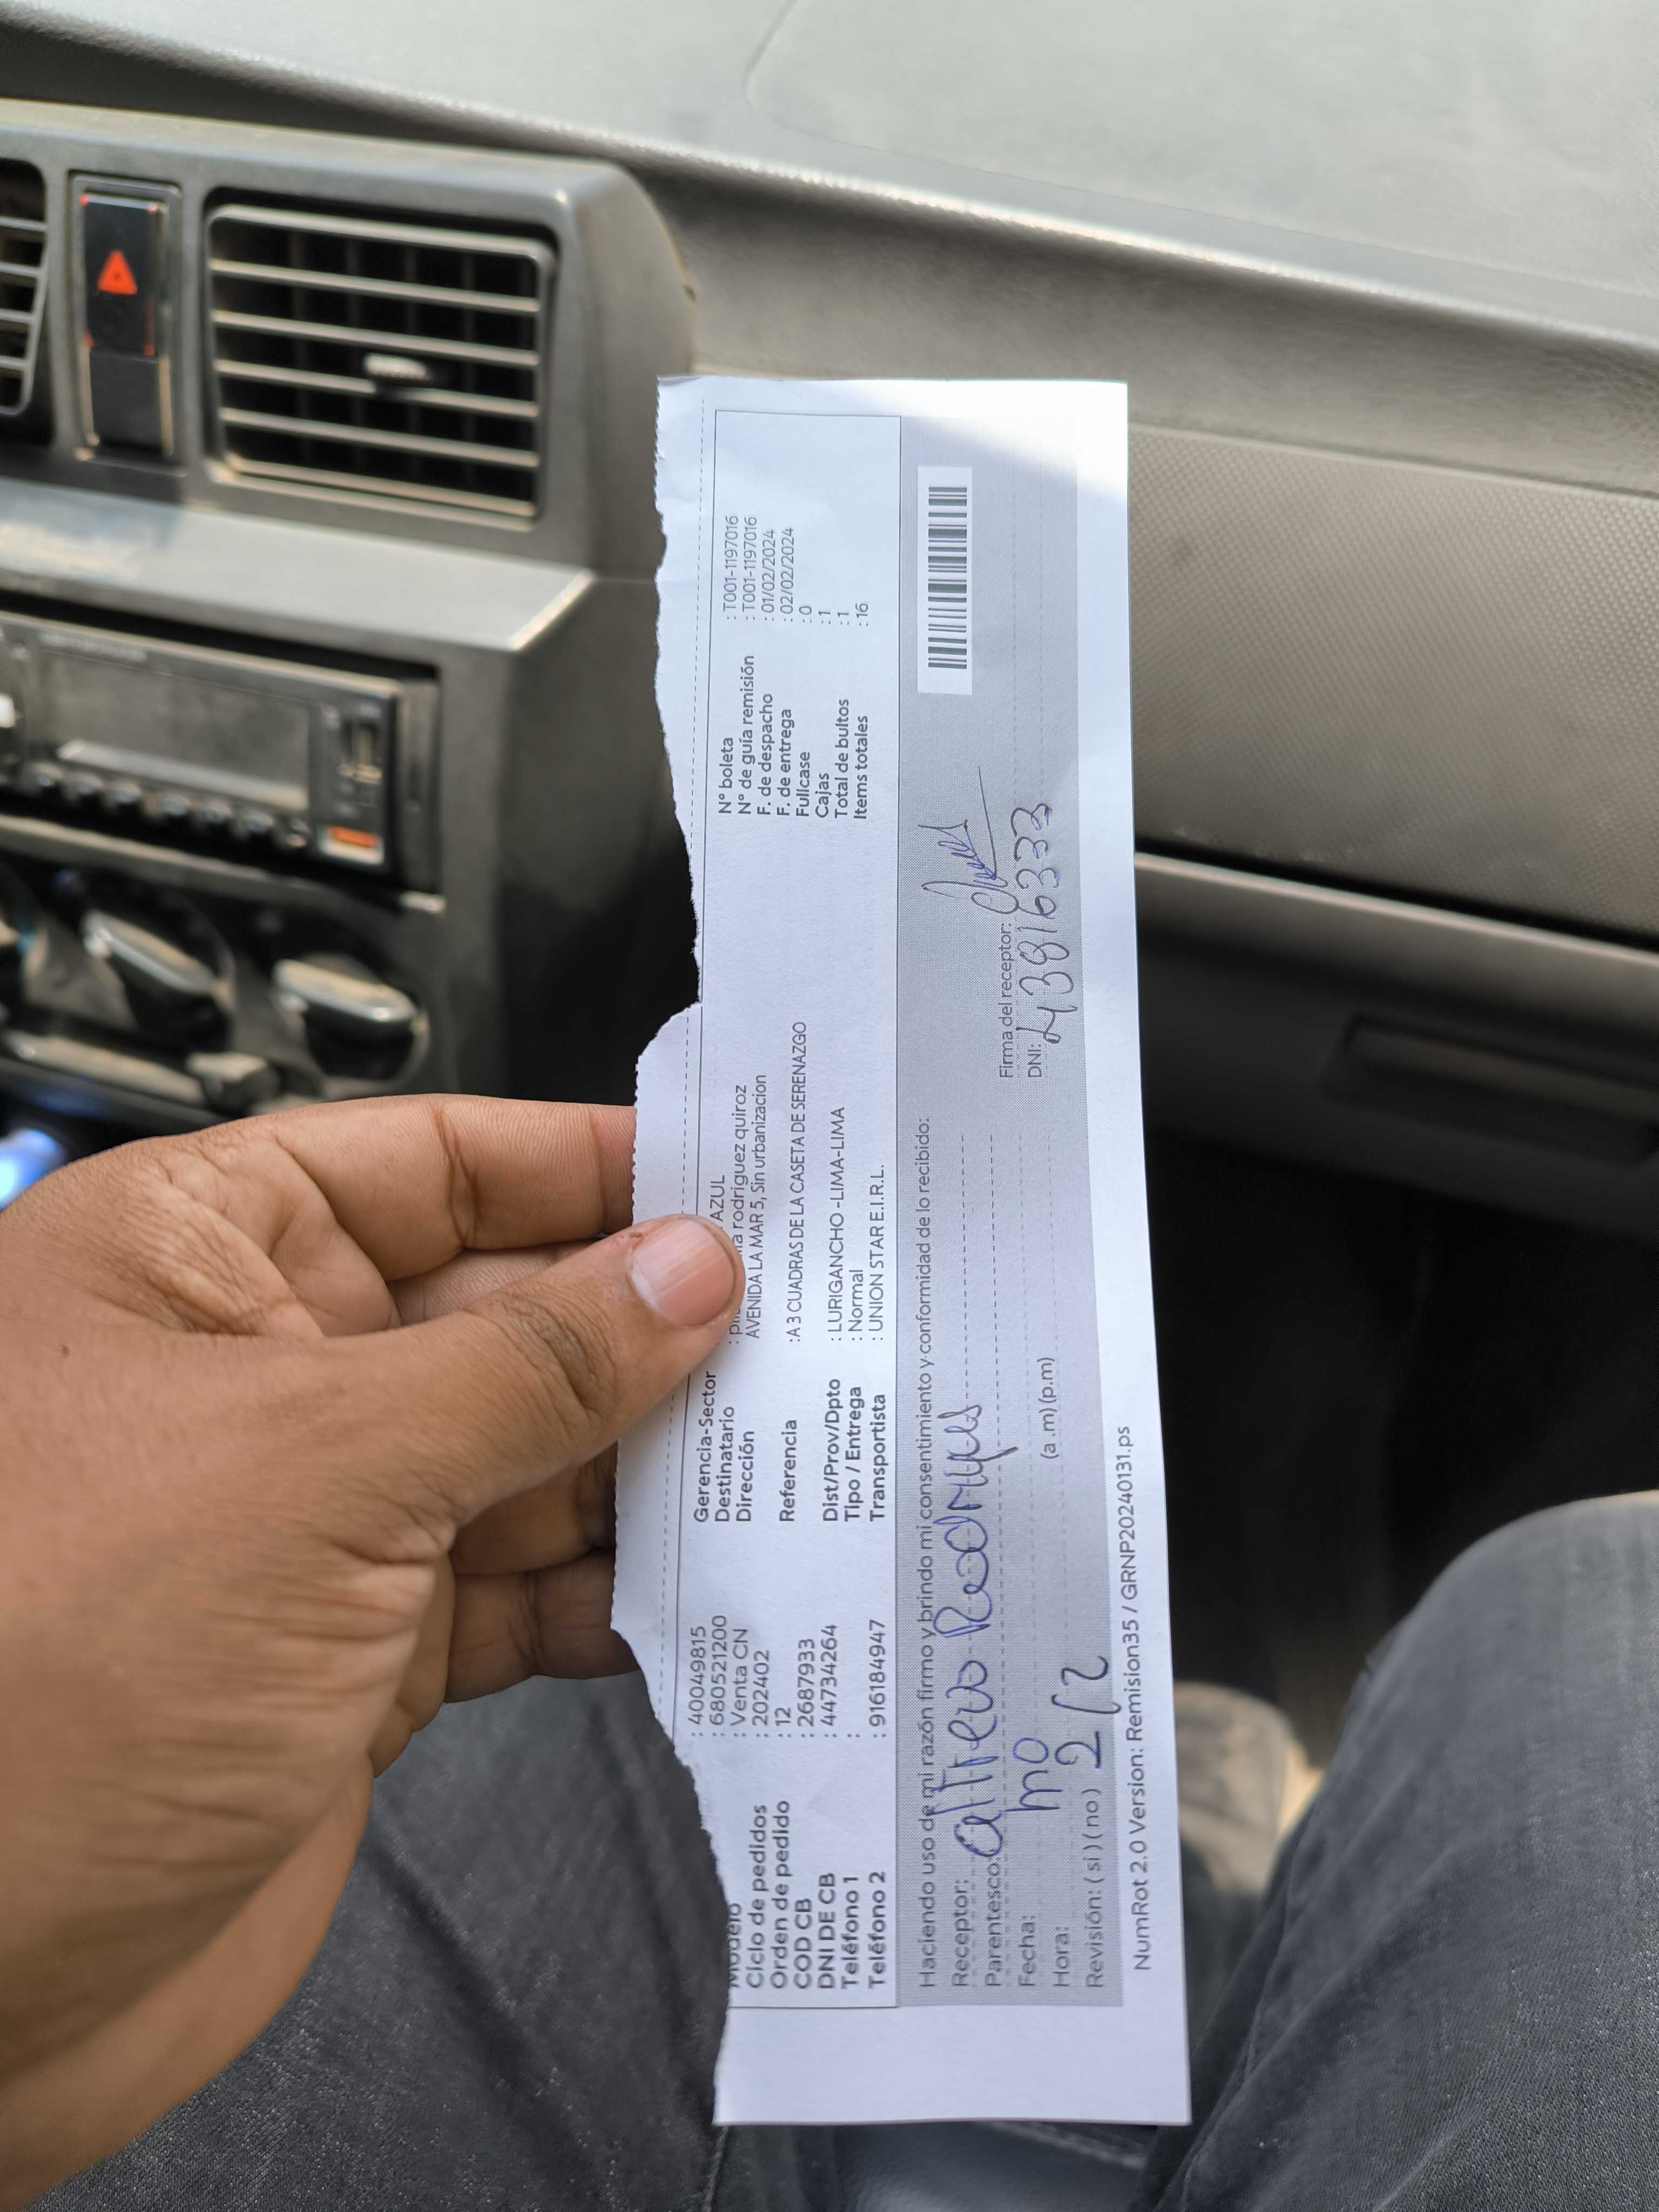 : 40049815
: 680521200
Modelo : Venta CN
Ciclo de pedidos : 202402
Orden de pedido : 12
COD CB : 2687933
DNI DE CB : 44734264
Teléfono 1 :
Teléfono 2 : 916184947
Gerencia-Sector AZUL
Destinatario : rodriguez quiroz
Dirección AVENIDA LA MAR 5, Sin urbanizacion
Referencia :A 3 CUADRAS DE LA CASETA DE SERENAZGO
Dist/Prov/Dpto : LURIGANCHO -LIMA-LIMA
Tipo / Entrega : Normal
Transportista : UNION STAR E.I.R.L.
N° boleta : T001-1197016
N° de guía remisión : T001-1197016
F. de despacho : 01/02/2024
F. de entrega : 02/02/2024
Fullcase : 0
Cajas : 1
Total de bultos : 1
Items totales : 16
Haciendo uso de mi razón firmo y brindo mi consentimiento y conformidad de lo recibido:
Receptor:
Parentesco:
Fecha: mo
Hora: (a .m) (p.m)
Revisión: ( si ) ( no ) 2/2
Firma del receptor:
DNI: 43816333
NumRot 2.0 Version: Remision35 / GRNP20240131.ps